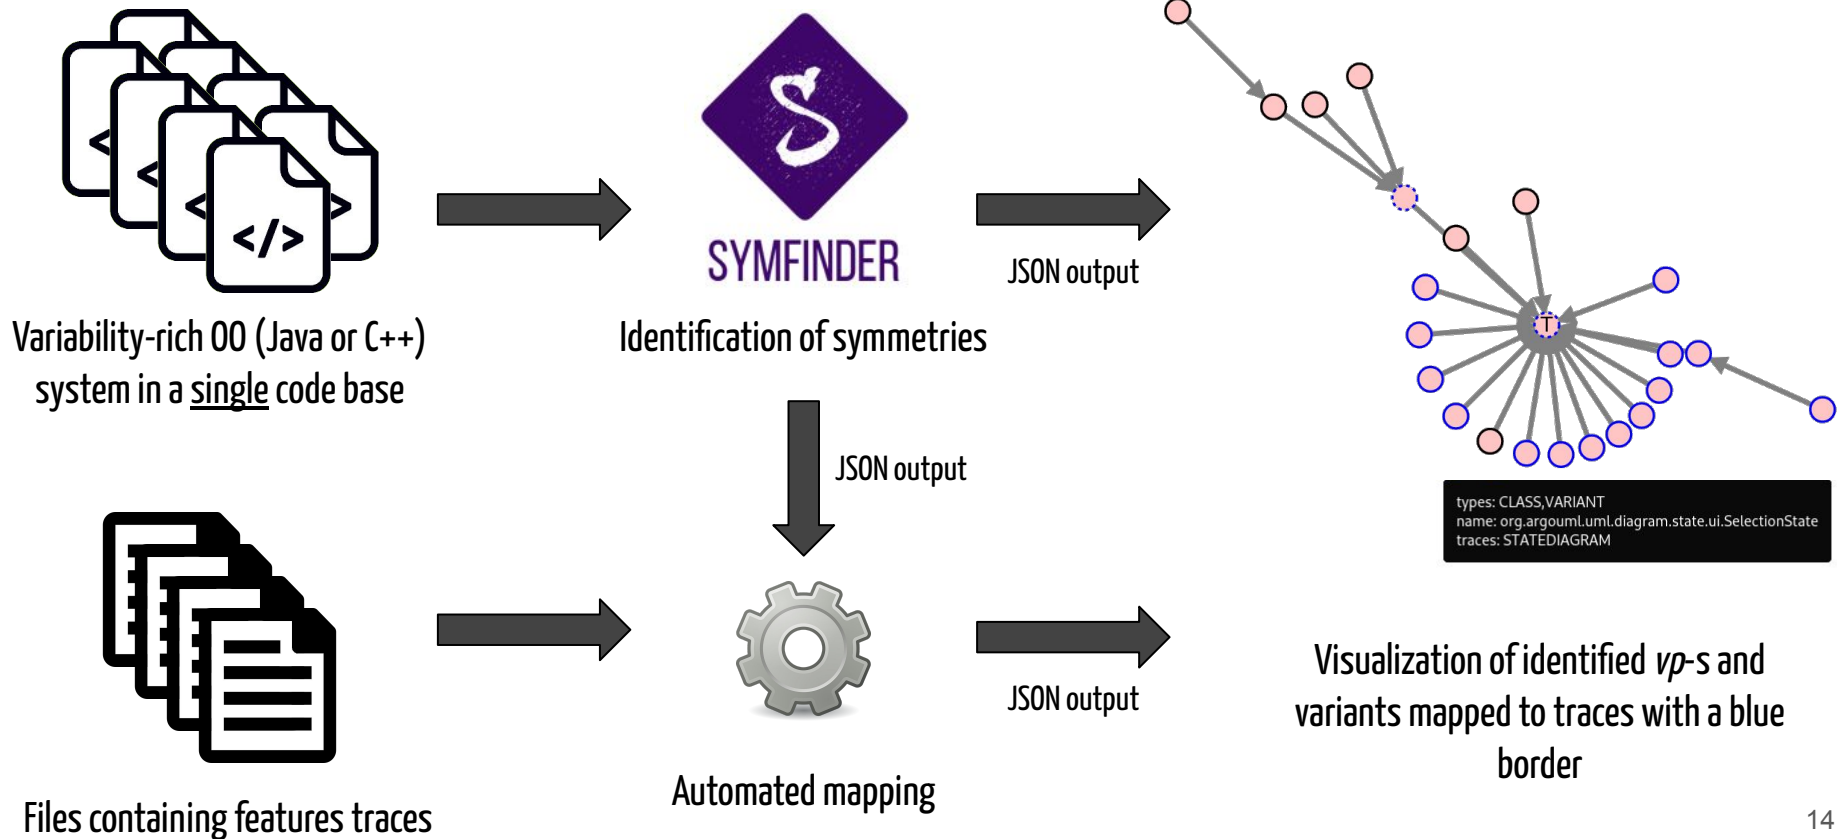 </>
S
SYMFINDER
JSON output
Variability-rich OO (Java or C++)
system in a single code base
Identification of symmetries
T
JSON output
types: CLASS,VARIANT
name: org.argouml.uml.diagram.state.ui.SelectionState
traces: STATEDIAGRAM
JSON output
Files containing features traces
Automated mapping
Visualization of identified vp-s and
variants mapped to traces with a blue
border
14